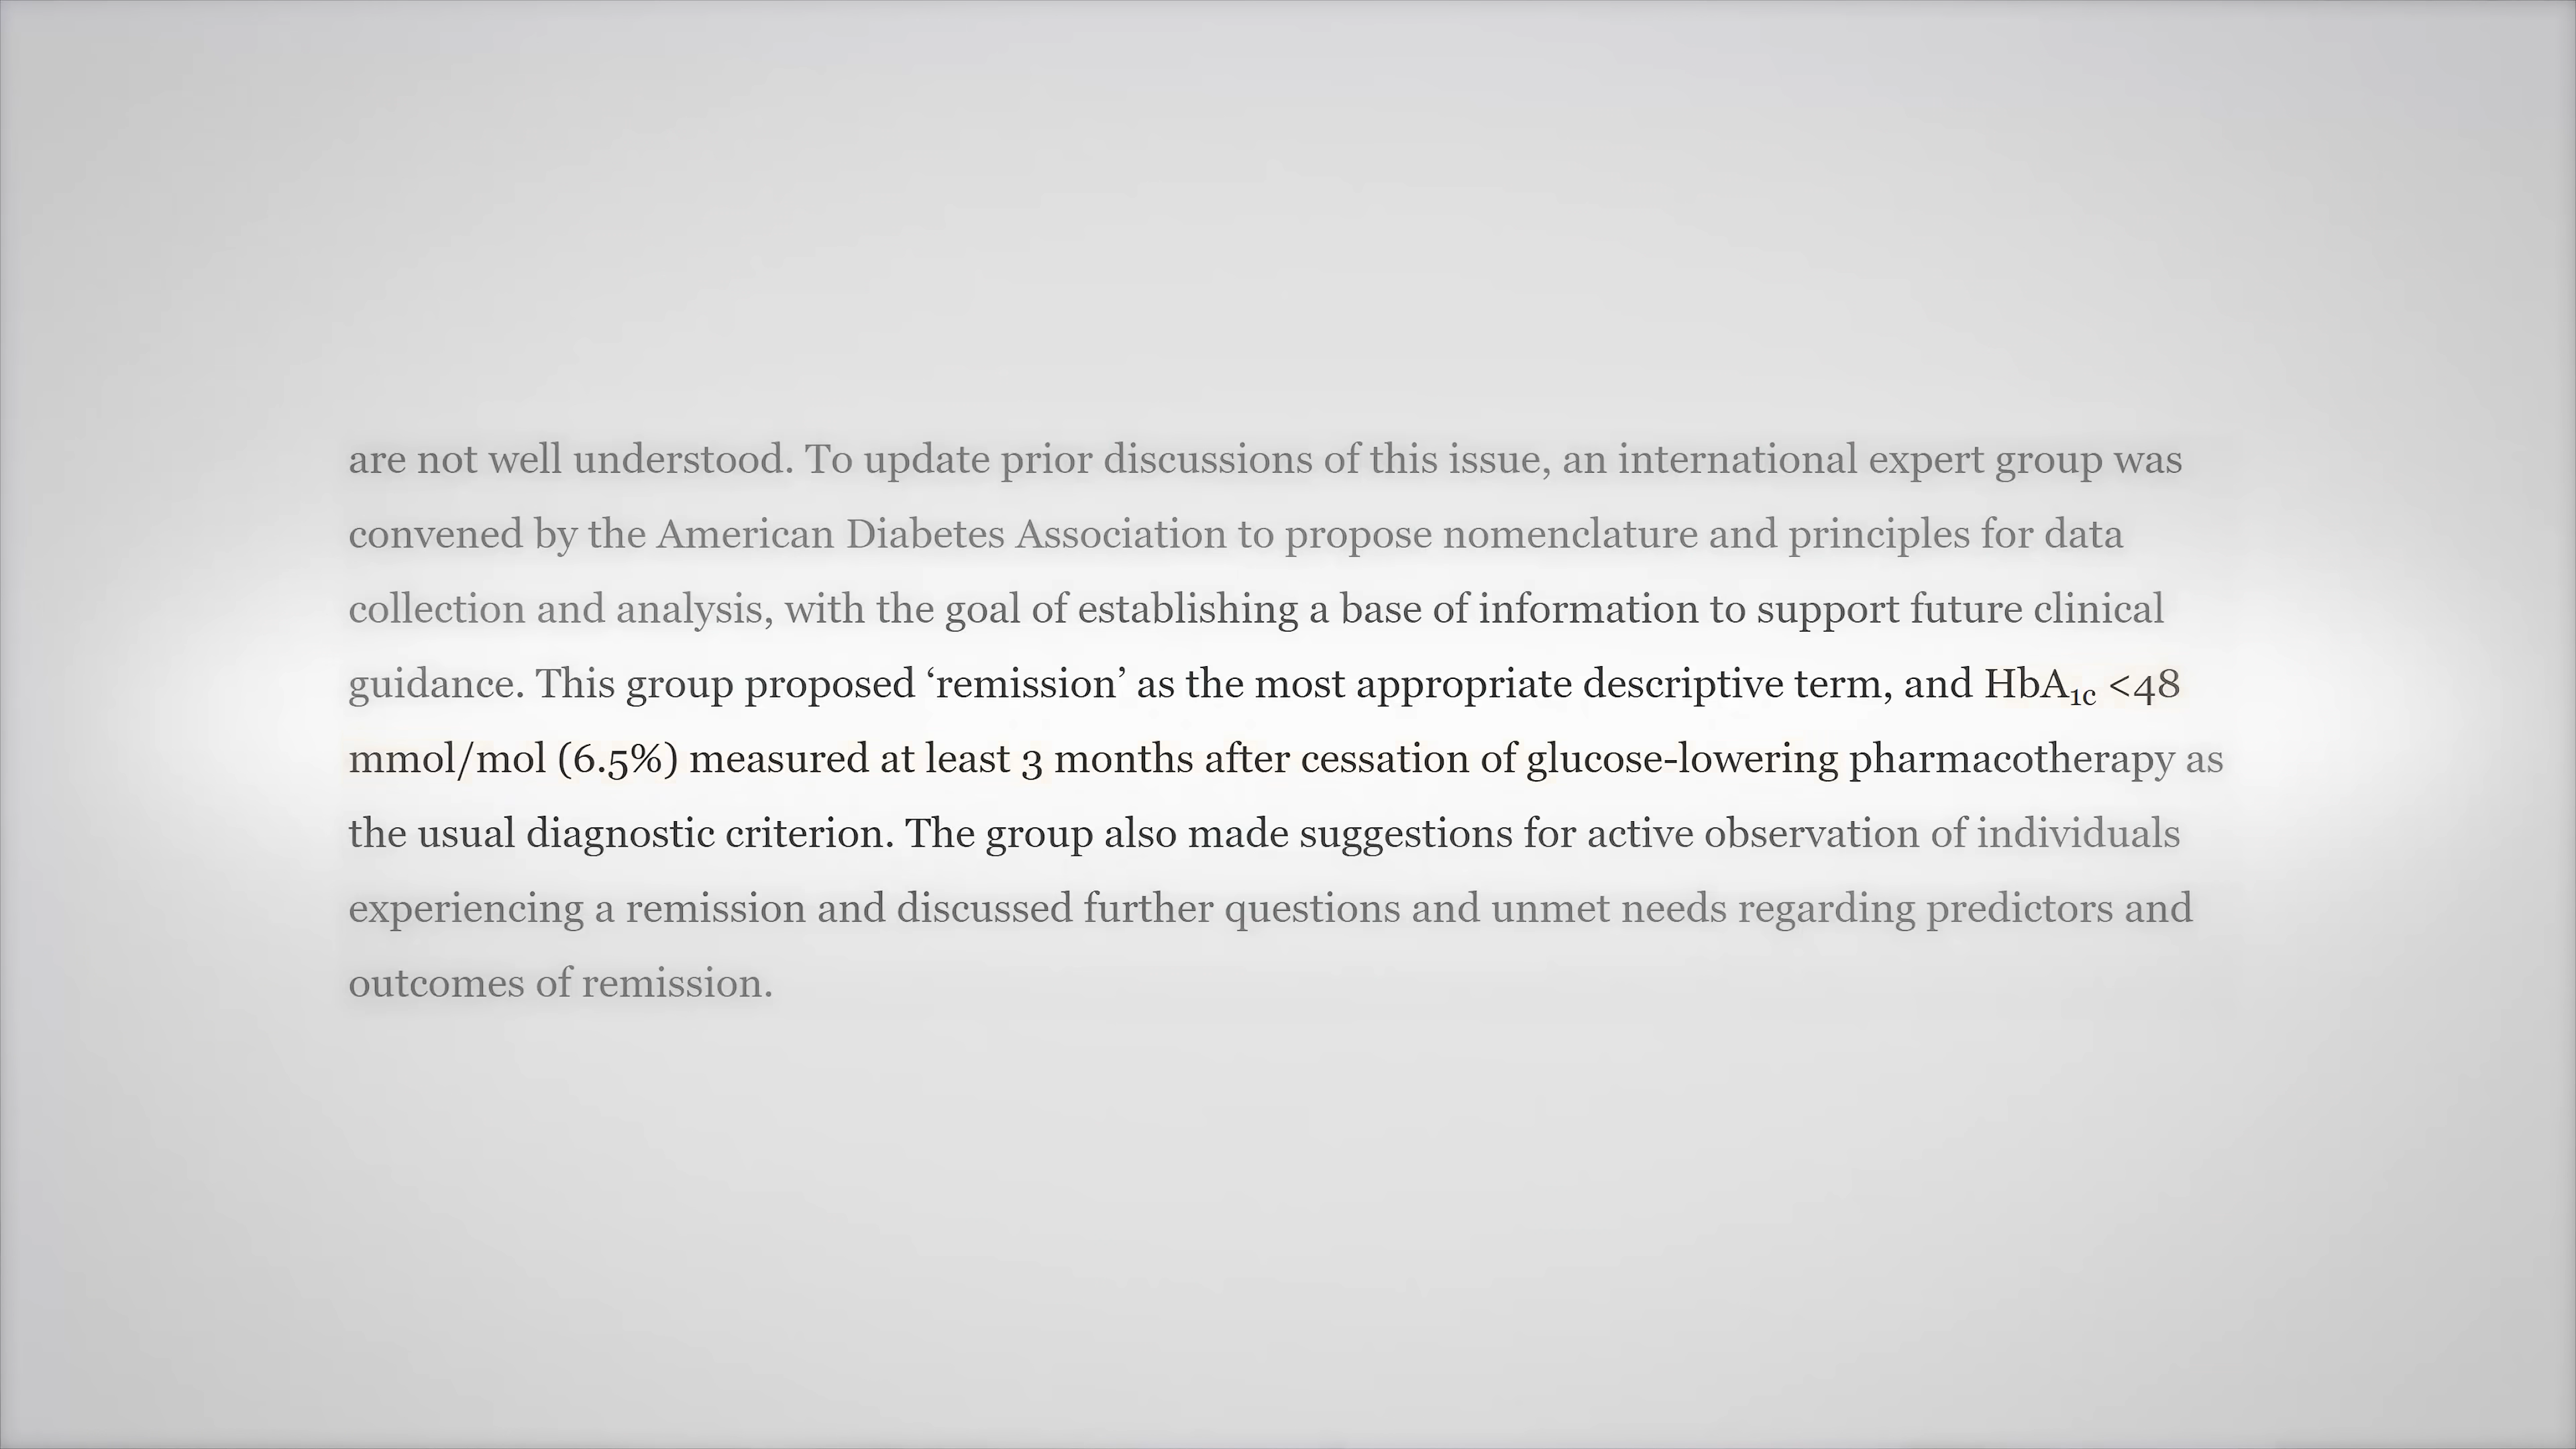 are not well understood. To update prior discussions of this issue, an international expert group was
convened by the American Diabetes Association to propose nomenclature and principles for data
collection and analysis, with the goal of establishing a base of information to support future clinical
guidance. This group proposed ‘remission’ as the most appropriate descriptive term, and HbA₁c <48
mmol/mol (6.5%) measured at least 3 months after cessation of glucose-lowering pharmacotherapy as
the usual diagnostic criterion. The group also made suggestions for active observation of individuals
experiencing a remission and discussed further questions and unmet needs regarding predictors and
outcomes of remission.